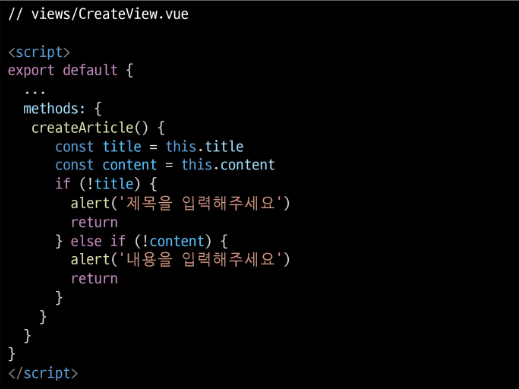 // views/CreateView.vue
<script>
export default {
...
methods: {
createArticle() {
const title = this.title
const content = this.content
if (!title) {
alert('제목을 입력해주세요')
return
} else if (!content) {
alert('내용을 입력해주세요')
return
}
}
}
}
</script>